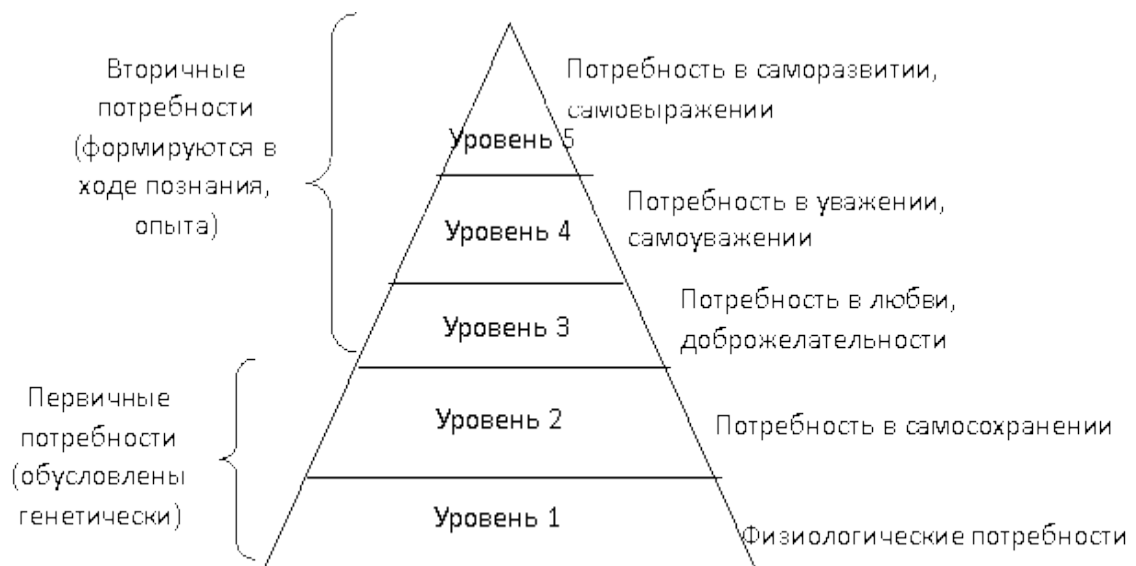 Вторичные
потребности
(формируются в
ходе познания,
опыта)
Потребность в саморазвитии,
самовыражении
Уровень 5
Потребность в уважении,
самоуважении
Уровень 4
Потребность в любви,
доброжелательности
Уровень 3
Первичные
потребности
(обусловлены
генетически)
Уровень 2
Потребность в самосохранении
Уровень 1
Физиологические потребности